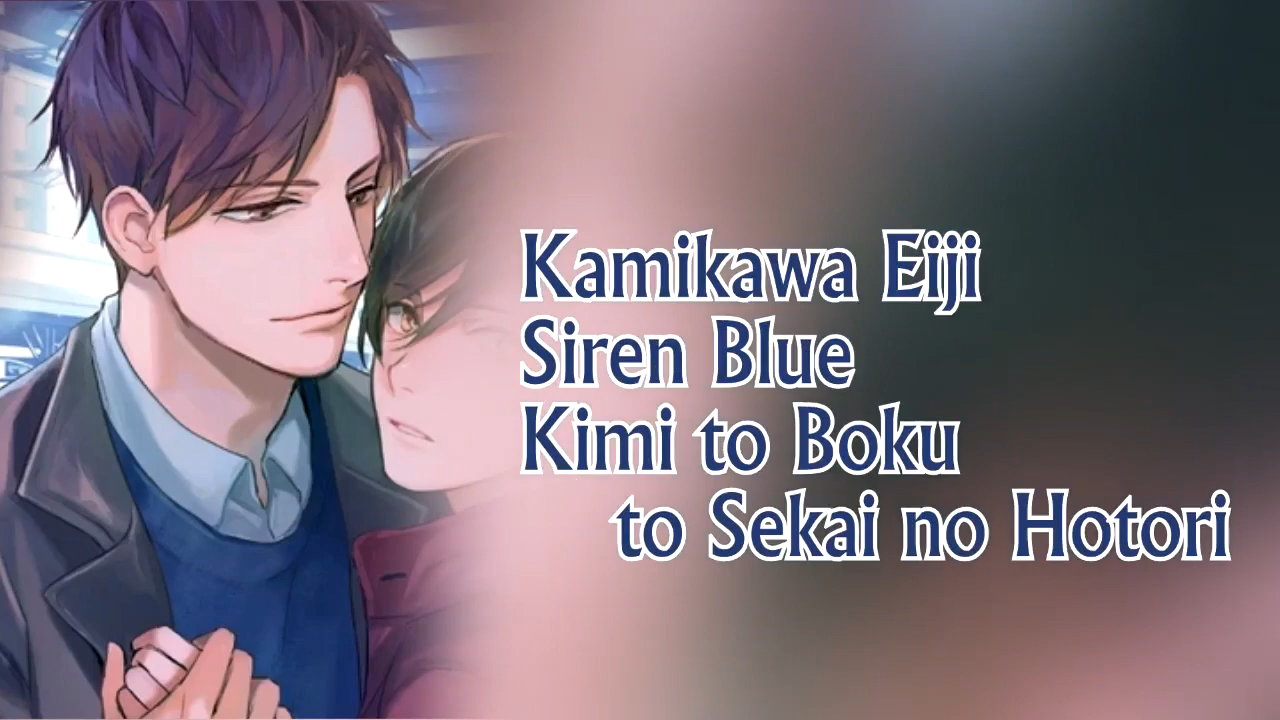 Kamikawa Eiji
Siren Blue
Kimi to Boku
to Sekai no Hotori